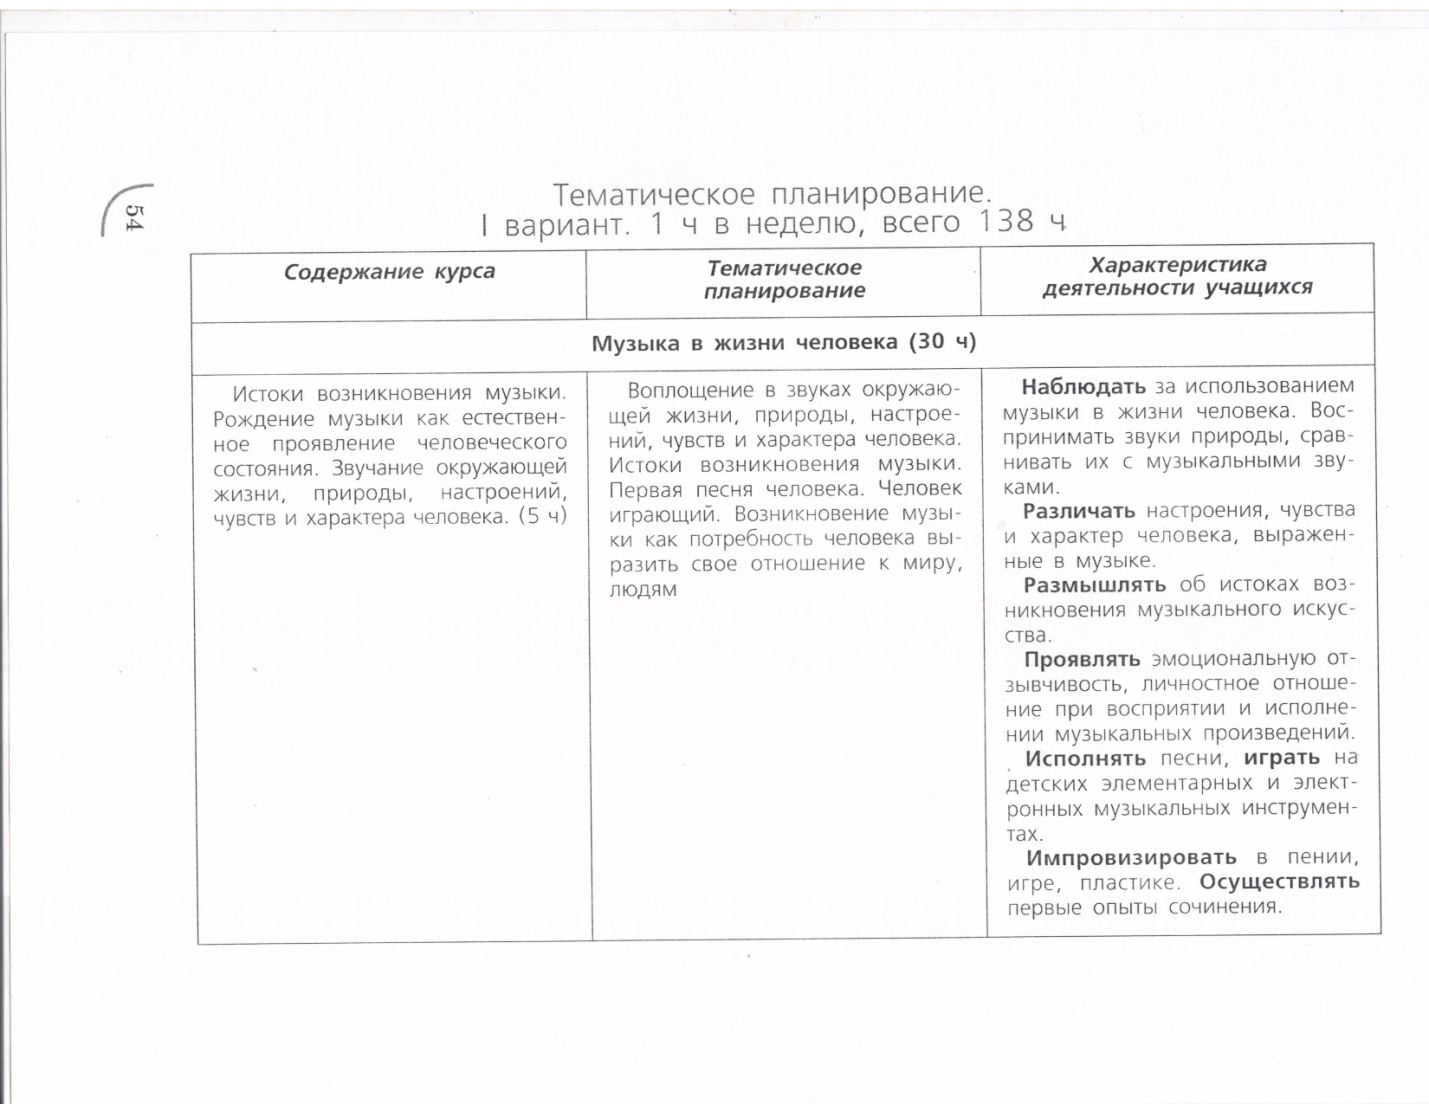 54
Тематическое планирование.
I вариант. 1 ч в неделю, всего 138 ч
Содержание курса
Тематическое
планирование
Характеристика
деятельности учащихся
Музыка в жизни человека (30 ч)
Истоки возникновения музыки.
Рождение музыки как естествен-
ное проявление человеческого
состояния. Звучание окружающей
жизни, природы, настроений,
чувств и характера человека. (5 ч)
Воплощение в звуках окружаю-
щей жизни, природы, настрое-
ний, чувств и характера человека.
Истоки возникновения музыки.
Первая песня человека. Человек
играющий. Возникновение музы-
ки как потребность человека вы-
разить свое отношение к миру,
людям
Наблюдать за использованием
музыки в жизни человека. Вос-
принимать звуки природы, срав-
нивать их с музыкальными зву-
ками.
Различать настроения, чувства
и характер человека, выражен-
ные в музыке.
Размышлять об истоках воз-
никновения музыкального искус-
ства.
Проявлять эмоциональную от-
зывчивость, личностное отноше-
ние при восприятии и исполне-
нии музыкальных произведений.
Исполнять песни, играть на
детских элементарных и элект-
ронных музыкальных инструмен-
тах.
Импровизировать в пении,
игре, пластике. Осуществлять
первые опыты сочинения.